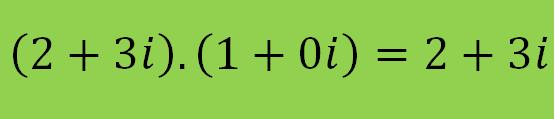 (2 + 3i).(1 + 0i) = 2 + 3i